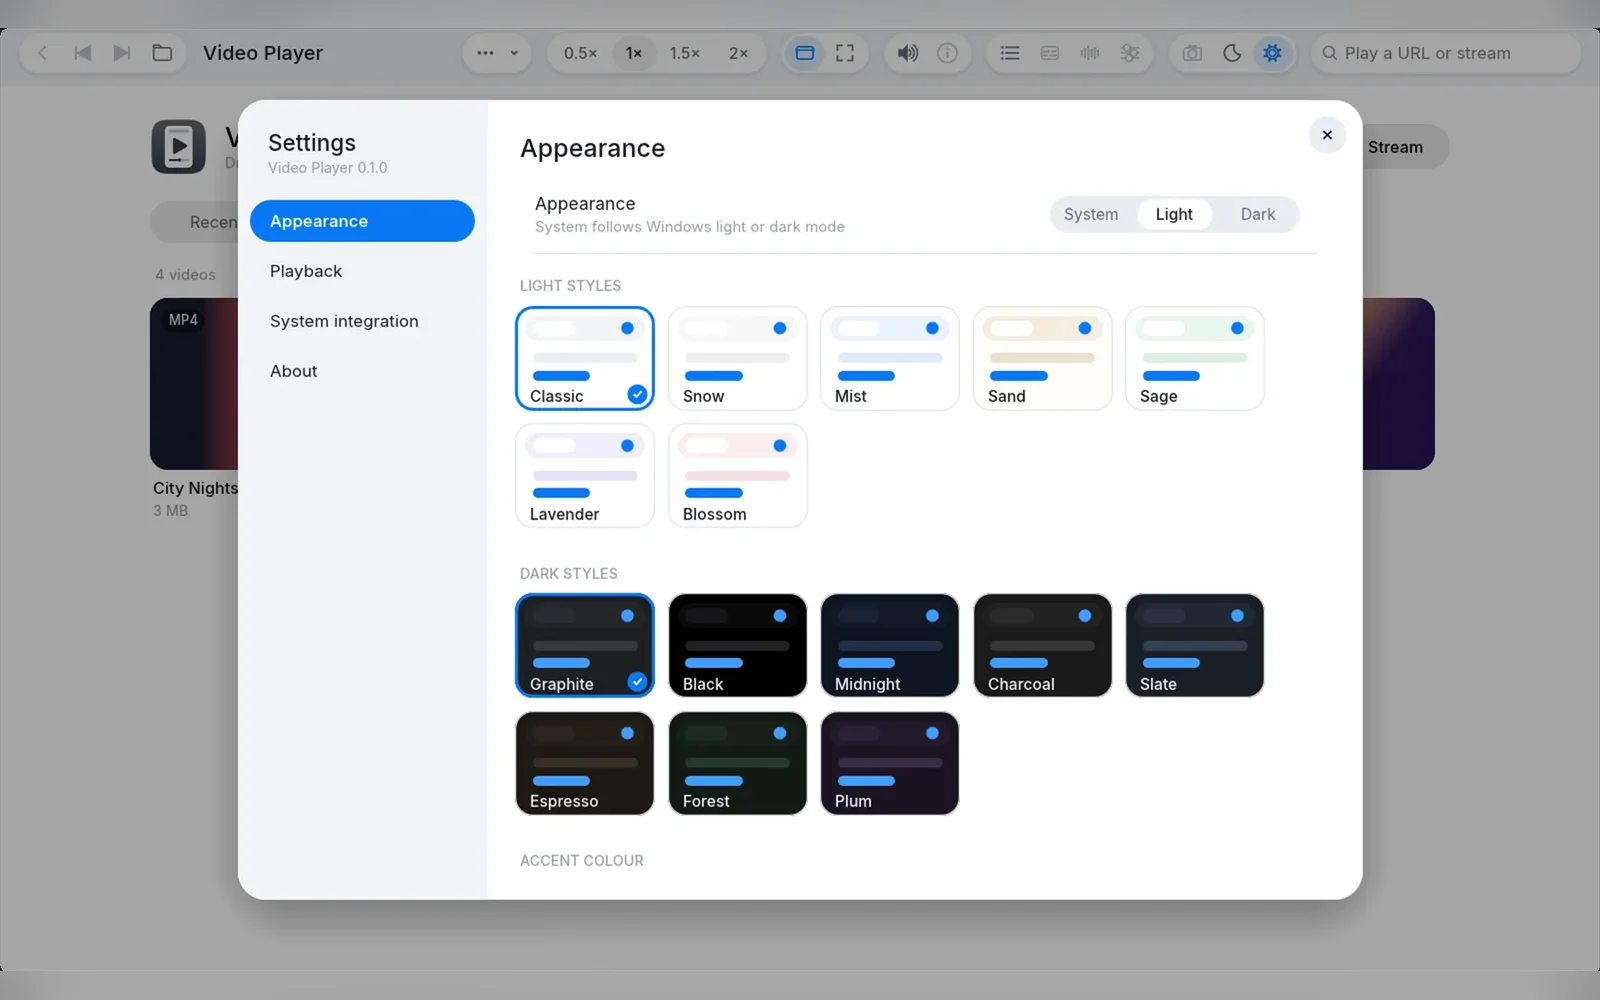 Video Player
0.5×
1×
1.5×
2×
Play a URL or stream
Stream
Recen
4 videos
MP4
City Nights
3 MB
Settings
Video Player 0.1.0
Appearance
Playback
System integration
About
Appearance
Appearance
System follows Windows light or dark mode
System
Light
Dark
LIGHT STYLES
Classic
Snow
Mist
Sand
Sage
Lavender
Blossom
DARK STYLES
Graphite
Black
Midnight
Charcoal
Slate
Espresso
Forest
Plum
ACCENT COLOUR